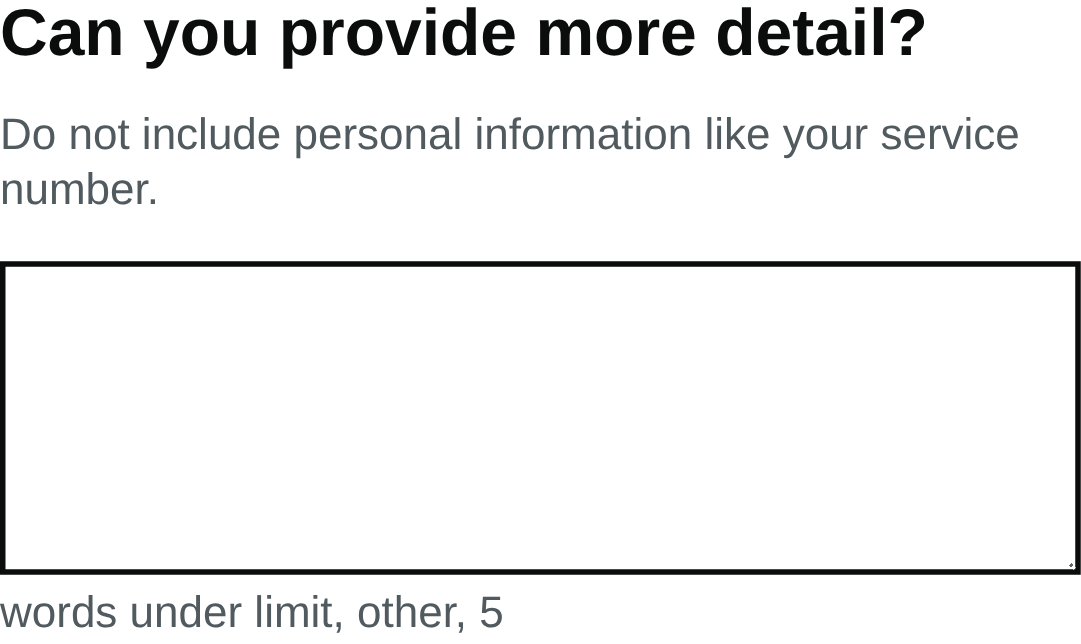 Can you provide more detail?
Do not include personal information like your service
number.
words under limit, other, 5